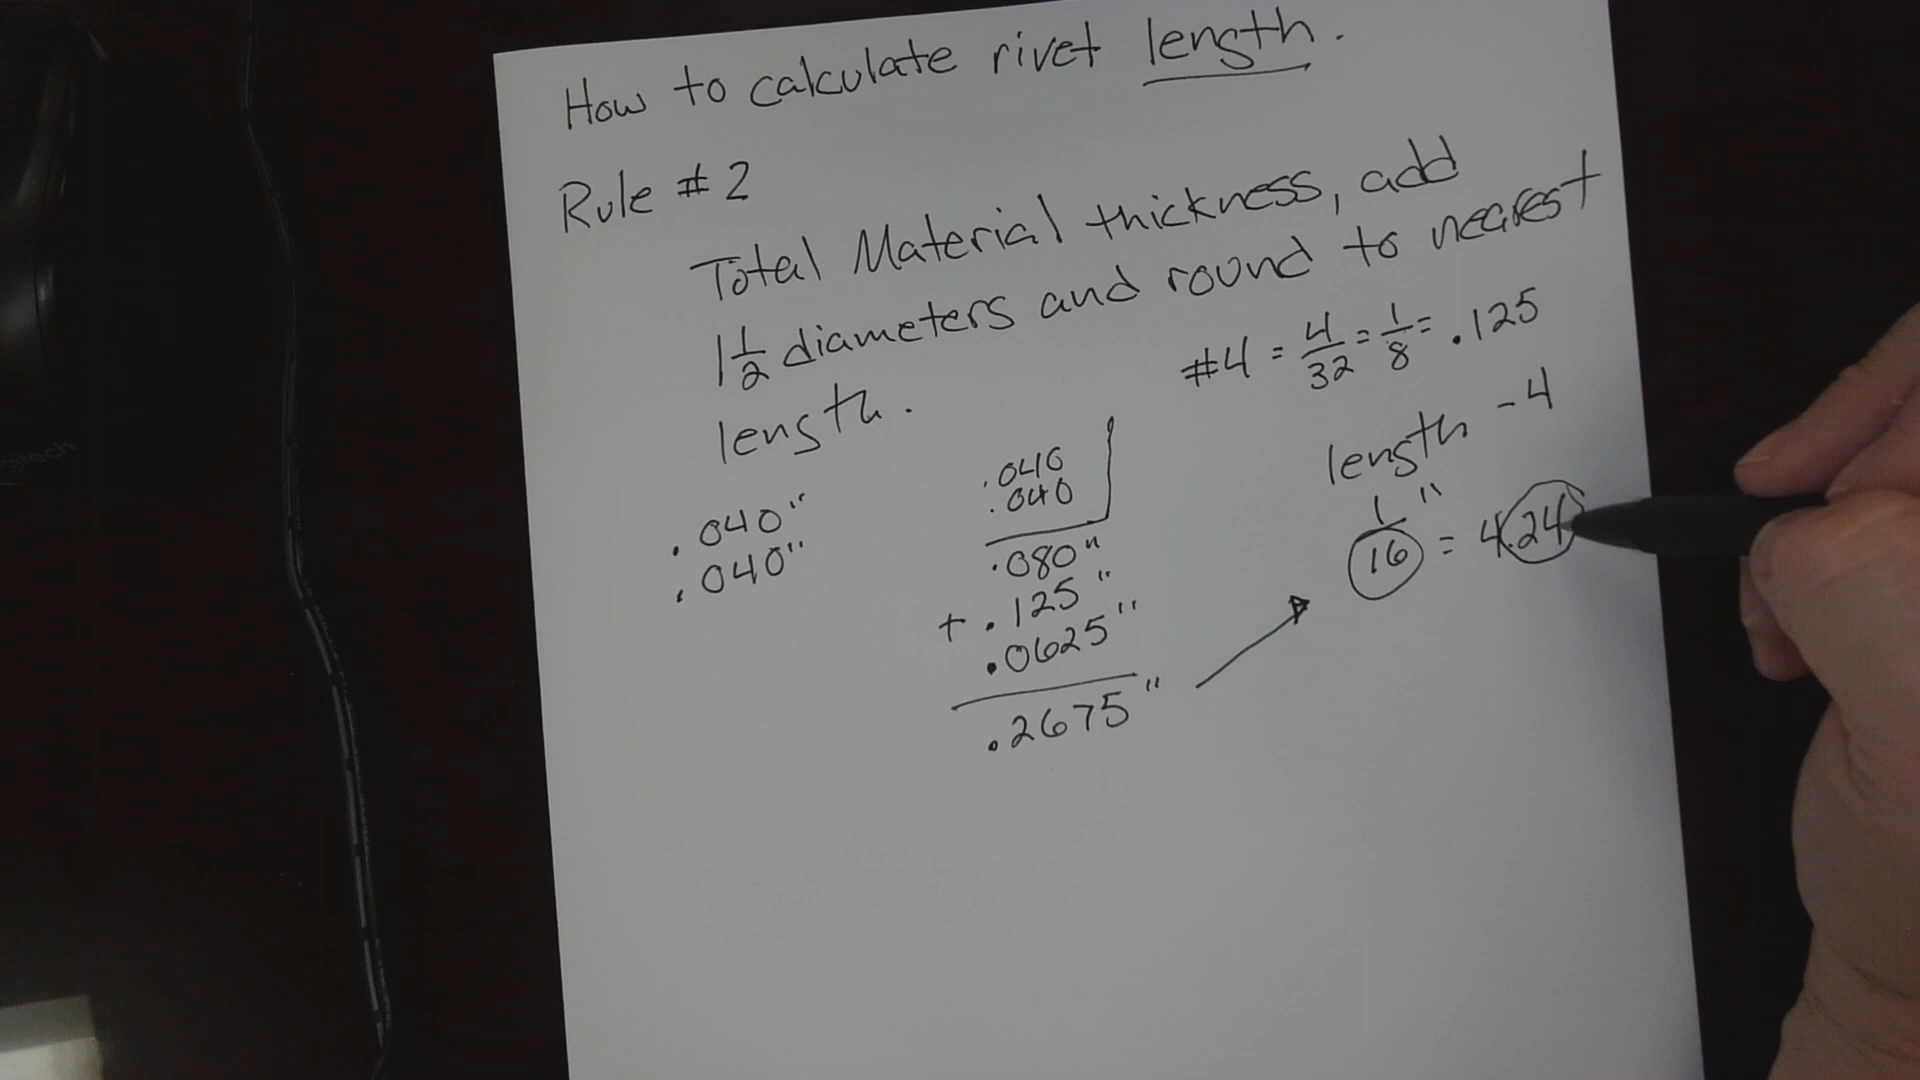 How to calculate rivet length.
Rule # 2
Total Material thickness, add
1 1/2 diameters and round to nearest
length.
#4 = 4/32 = 1/8 = .125
length -4
.040"
.040"
.040
.040
.080"
+ .125"
.0625"
.2675"
1/16" = 4.24